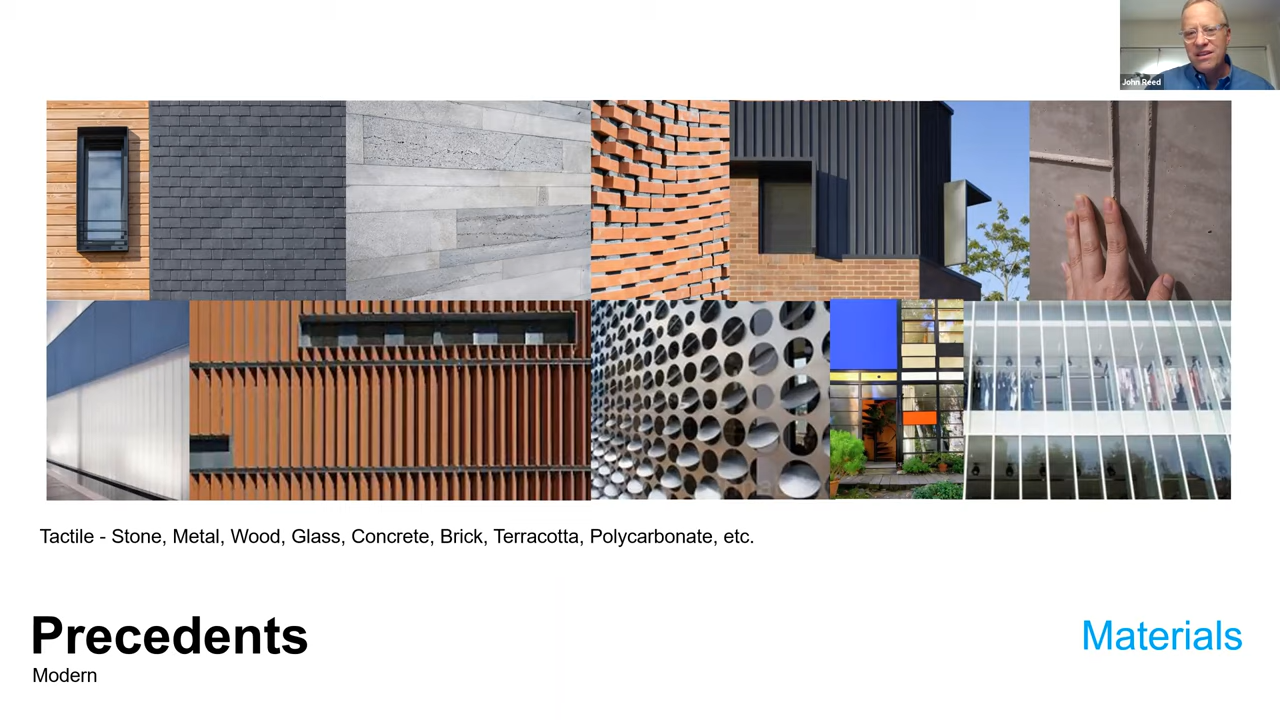 John Reed
Tactile - Stone, Metal, Wood, Glass, Concrete, Brick, Terracotta, Polycarbonate, etc.
Precedents
Materials
Modern